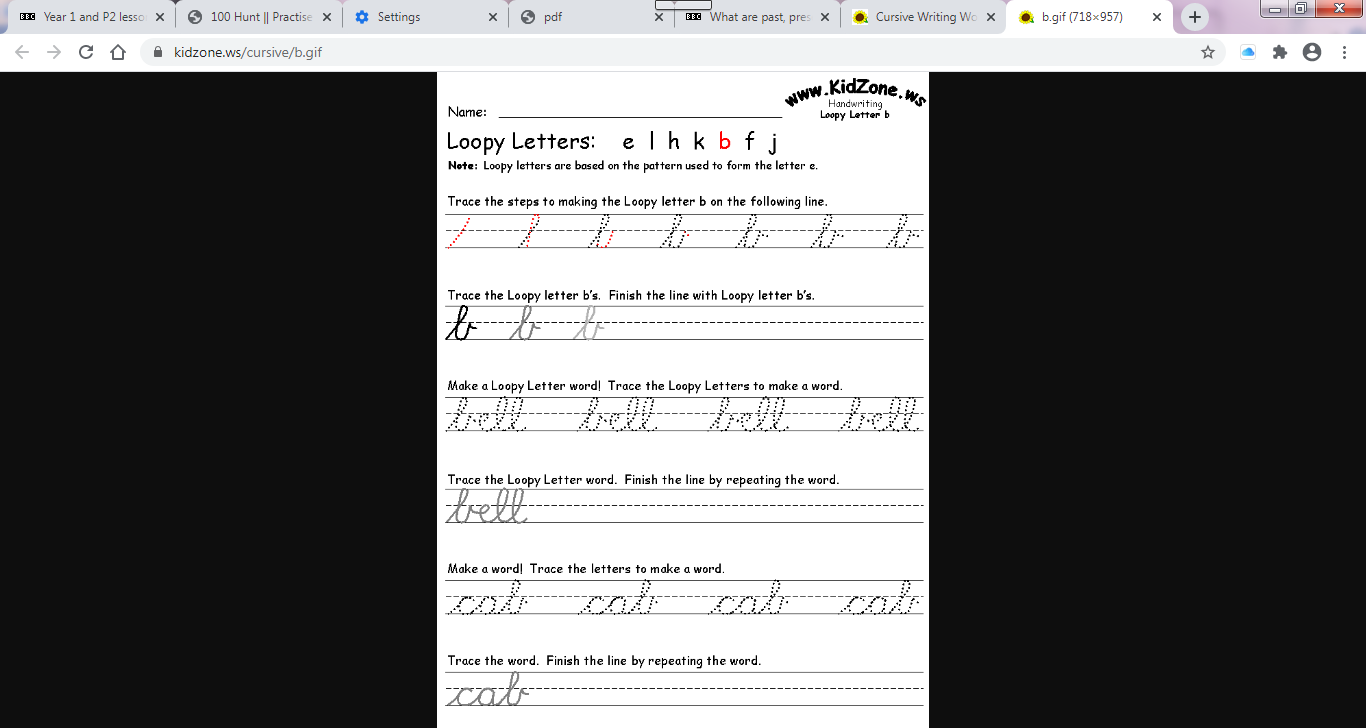 Year 1 and P2 lesso
100 Hunt || Practise
Settings
pdf
BBC What are past, pres
Cursive Writing Wo
b.gif (718×957)
kidzone.ws/cursive/b.gif
www.KidZone.ws
Handwriting
Loopy Letter b
Name:
Loopy Letters: e l h k b f j
Note: Loopy letters are based on the pattern used to form the letter e.
Trace the steps to making the Loopy letter b on the following line.
b b b b b
Trace the Loopy letter b's. Finish the line with Loopy letter b's.
b b b
Make a Loopy Letter word! Trace the Loopy Letters to make a word.
bell bell bell bell
Trace the Loopy Letter word. Finish the line by repeating the word.
bell
Make a word! Trace the letters to make a word.
cab cab cab cab
Trace the word. Finish the line by repeating the word.
cab